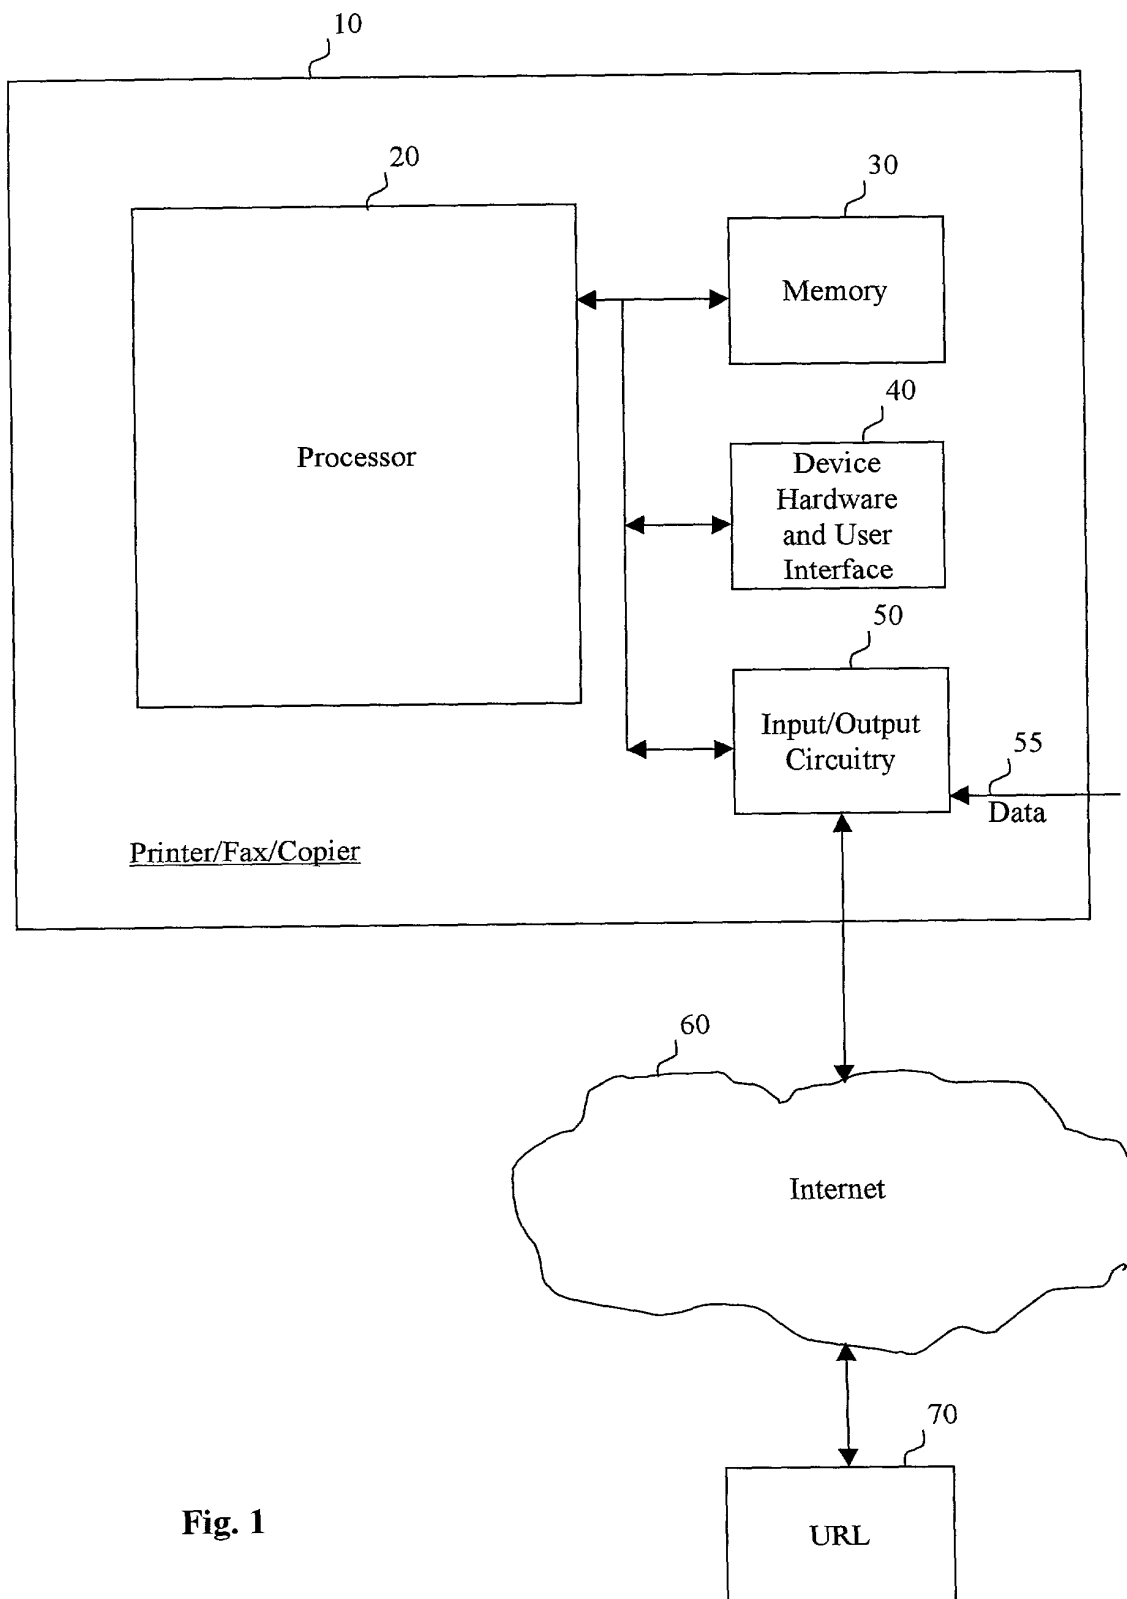 10
20
30
Memory
40
Processor
Device
Hardware
and User
Interface
50
Input/Output
Circuitry
55
Data
Printer/Fax/Copier
60
Internet
70
URL
Fig. 1